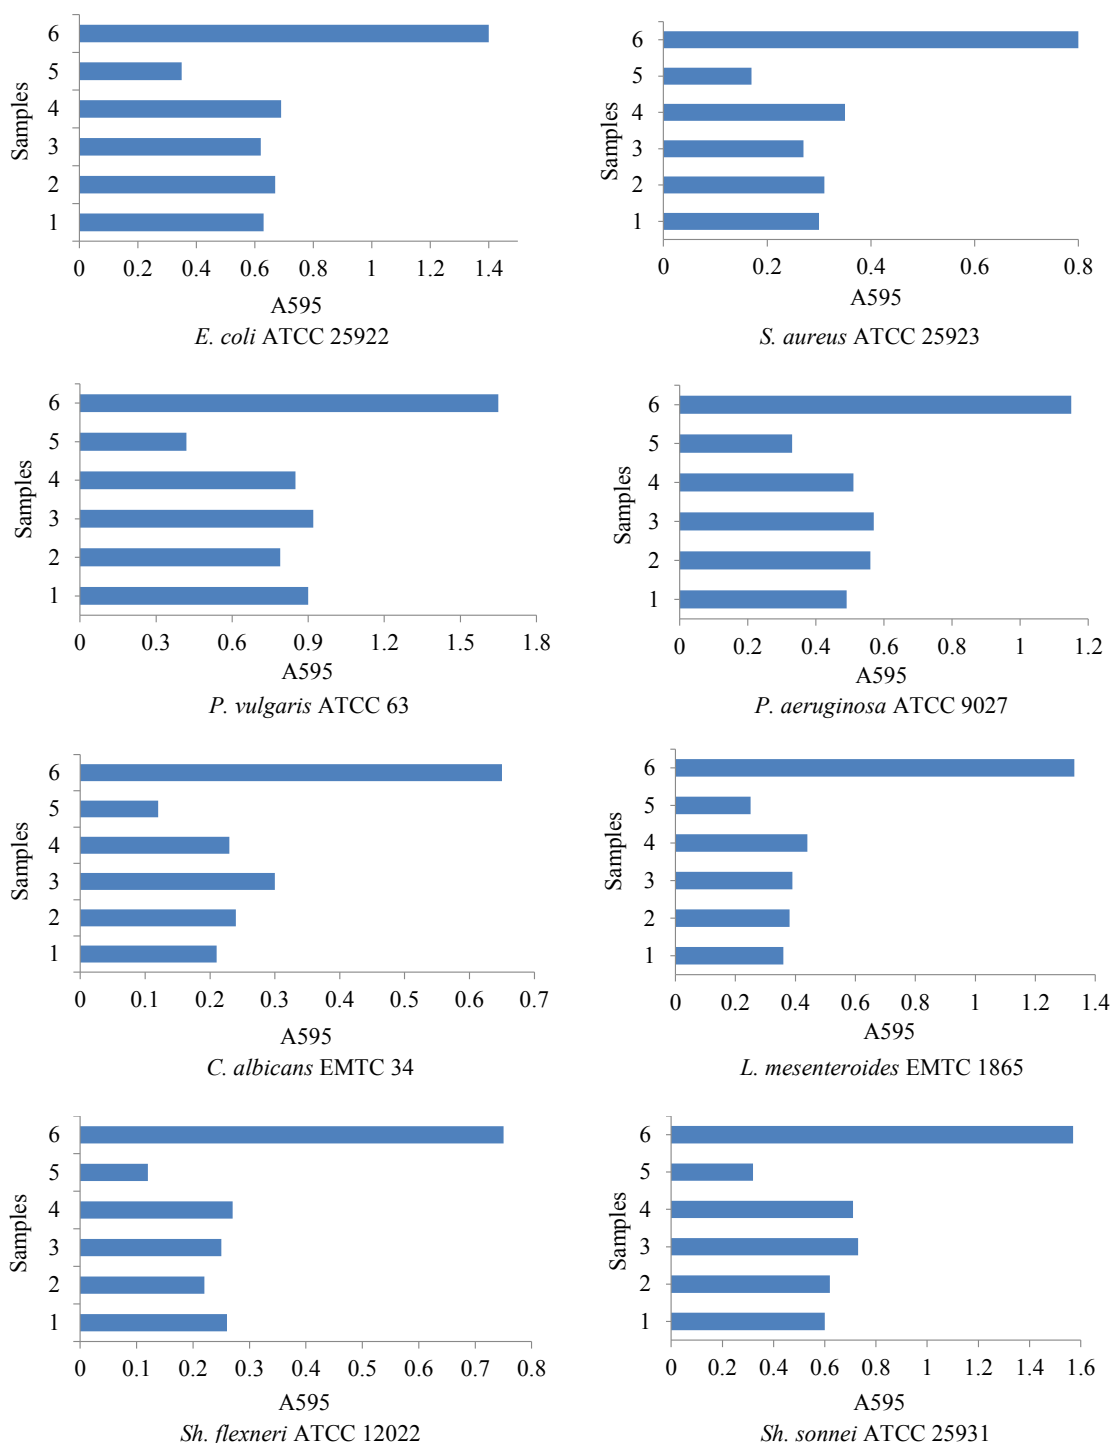 Samples
6
5
4
3
2
1
0 0.2 0.4 0.6 0.8 1 1.2 1.4
A595
E. coli ATCC 25922
Samples
6
5
4
3
2
1
0 0.2 0.4 0.6 0.8
A595
S. aureus ATCC 25923
Samples
6
5
4
3
2
1
0 0.3 0.6 0.9 1.2 1.5 1.8
A595
P. vulgaris ATCC 63
Samples
6
5
4
3
2
1
0 0.2 0.4 0.6 0.8 1 1.2
A595
P. aeruginosa ATCC 9027
Samples
6
5
4
3
2
1
0 0.1 0.2 0.3 0.4 0.5 0.6 0.7
A595
C. albicans EMTC 34
Samples
6
5
4
3
2
1
0 0.2 0.4 0.6 0.8 1 1.2 1.4
A595
L. mesenteroides EMTC 1865
Samples
6
5
4
3
2
1
0 0.1 0.2 0.3 0.4 0.5 0.6 0.7 0.8
A595
Sh. flexneri ATCC 12022
Samples
6
5
4
3
2
1
0 0.2 0.4 0.6 0.8 1 1.2 1.4 1.6
A595
Sh. sonnei ATCC 25931